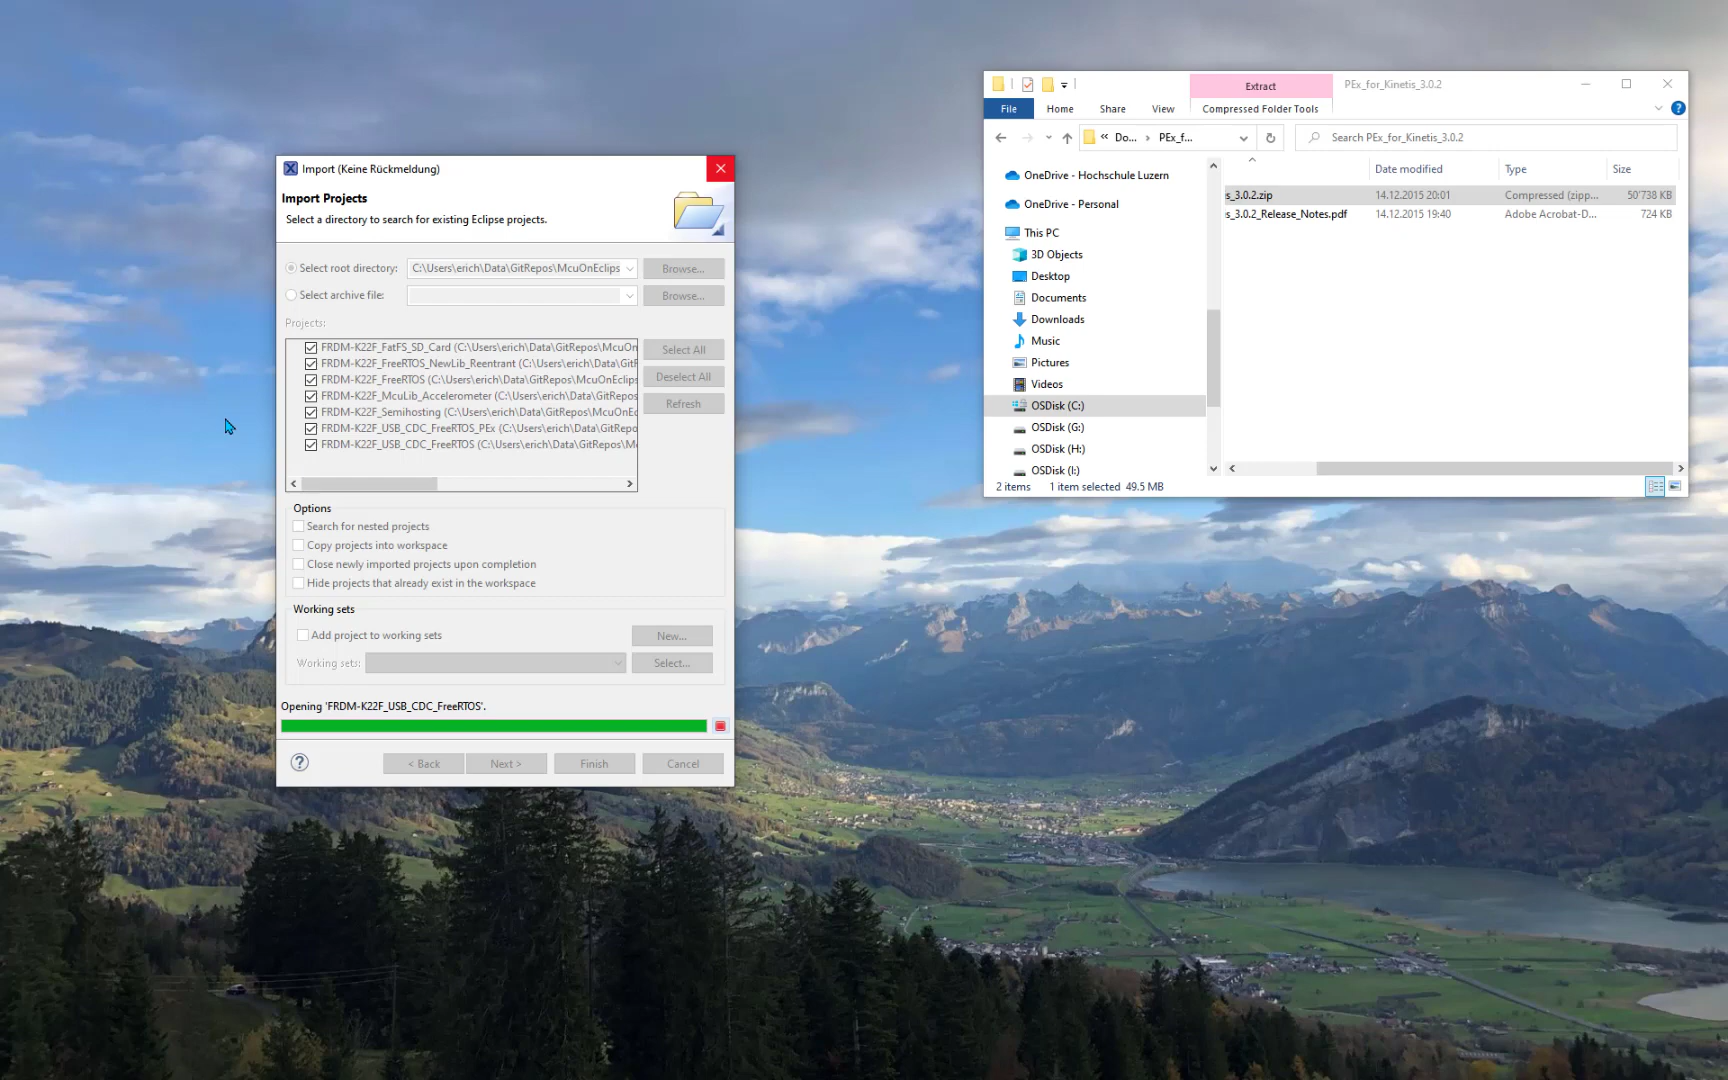 Import (Keine Rückmeldung)
Import Projects
Select a directory to search for existing Eclipse projects.
Select root directory:
C:\Users\erich\Data\GitRepos\McuOnEclips
Browse...
Select archive file:
Browse...
Projects:
FRDM-K22F_FatFS_SD_Card (C:\Users\erich\Data\GitRepos\McuOn
FRDM-K22F_FreeRTOS_NewLib_Reentrant (C:\Users\erich\Data\GitF
FRDM-K22F_FreeRTOS (C:\Users\erich\Data\GitRepos\McuOnEclips
FRDM-K22F_McuLib_Accelerometer (C:\Users\erich\Data\GitRepos
FRDM-K22F_Semihosting (C:\Users\erich\Data\GitRepos\McuOnEc
FRDM-K22F_USB_CDC_FreeRTOS_PEx (C:\Users\erich\Data\GitRepo
FRDM-K22F_USB_CDC_FreeRTOS (C:\Users\erich\Data\GitRepos\M
Select All
Deselect All
Refresh
Options
Search for nested projects
Copy projects into workspace
Close newly imported projects upon completion
Hide projects that already exist in the workspace
Working sets
Add project to working sets
New...
Working sets:
Select...
Opening 'FRDM-K22F_USB_CDC_FreeRTOS'.
? < Back Next > Finish Cancel
Extract
PEx_for_Kinetis_3.0.2
File Home Share View Compressed Folder Tools ?
« Do... › PEx_f...
Search PEx_for_Kinetis_3.0.2
Date modified Type Size
s_3.0.2.zip 14.12.2015 20:01 Compressed (zipp... 50'738 KB
s_3.0.2_Release_Notes.pdf 14.12.2015 19:40 Adobe Acrobat-D... 724 KB
OneDrive - Hochschule Luzern
OneDrive - Personal
This PC
3D Objects
Desktop
Documents
Downloads
Music
Pictures
Videos
OSDisk (C:)
OSDisk (G:)
OSDisk (H:)
OSDisk (I:)
2 items 1 item selected 49.5 MB